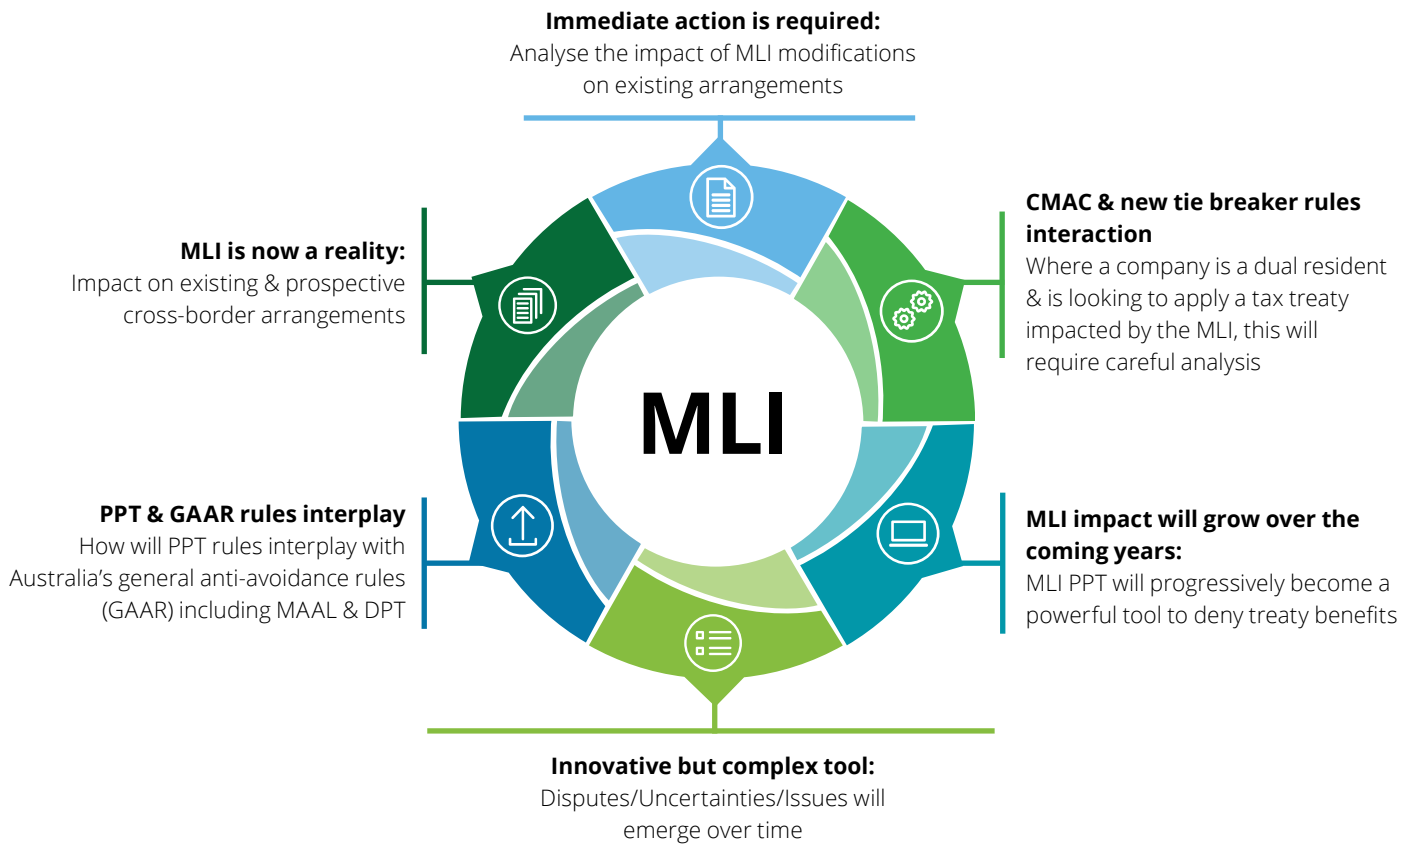 Immediate action is required:
Analyse the impact of MLI modifications
on existing arrangements
CMAC & new tie breaker rules
interaction
Where a company is a dual resident
& is looking to apply a tax treaty
impacted by the MLI, this will
require careful analysis
MLI is now a reality:
Impact on existing & prospective
cross-border arrangements
MLI
PPT & GAAR rules interplay
How will PPT rules interplay with
Australia’s general anti-avoidance rules
(GAAR) including MAAL & DPT
MLI impact will grow over the
coming years:
MLI PPT will progressively become a
powerful tool to deny treaty benefits
Innovative but complex tool:
Disputes/Uncertainties/Issues will
emerge over time